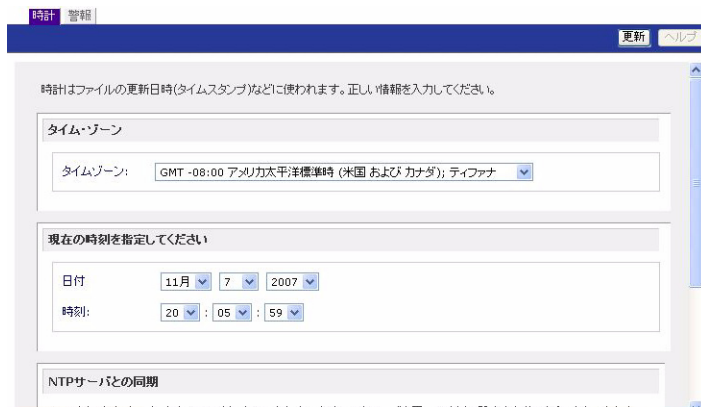 時計 警報
更新 ヘルプ
時計はファイルの更新日時(タイムスタンプ)などに使われます。正しい情報を入力してください。
タイム・ゾーン
タイムゾーン: GMT -08:00 アメリカ太平洋標準時 (米国 および カナダ); ティファナ
現在の時刻を指定してください
日付 11月 7 2007
時刻: 20 : 05 : 59
NTPサーバとの同期